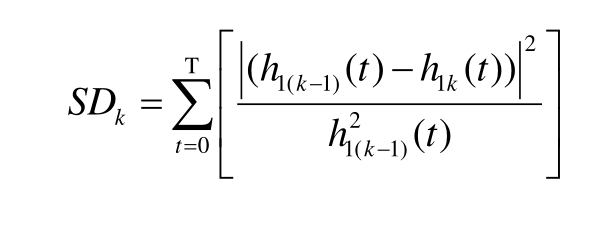 SD_k = \sum_{t=0}^{T} \left[ \frac{\left| (h_{1(k-1)}(t) - h_{1k}(t)) \right|^2}{h_{1(k-1)}^2(t)} \right]